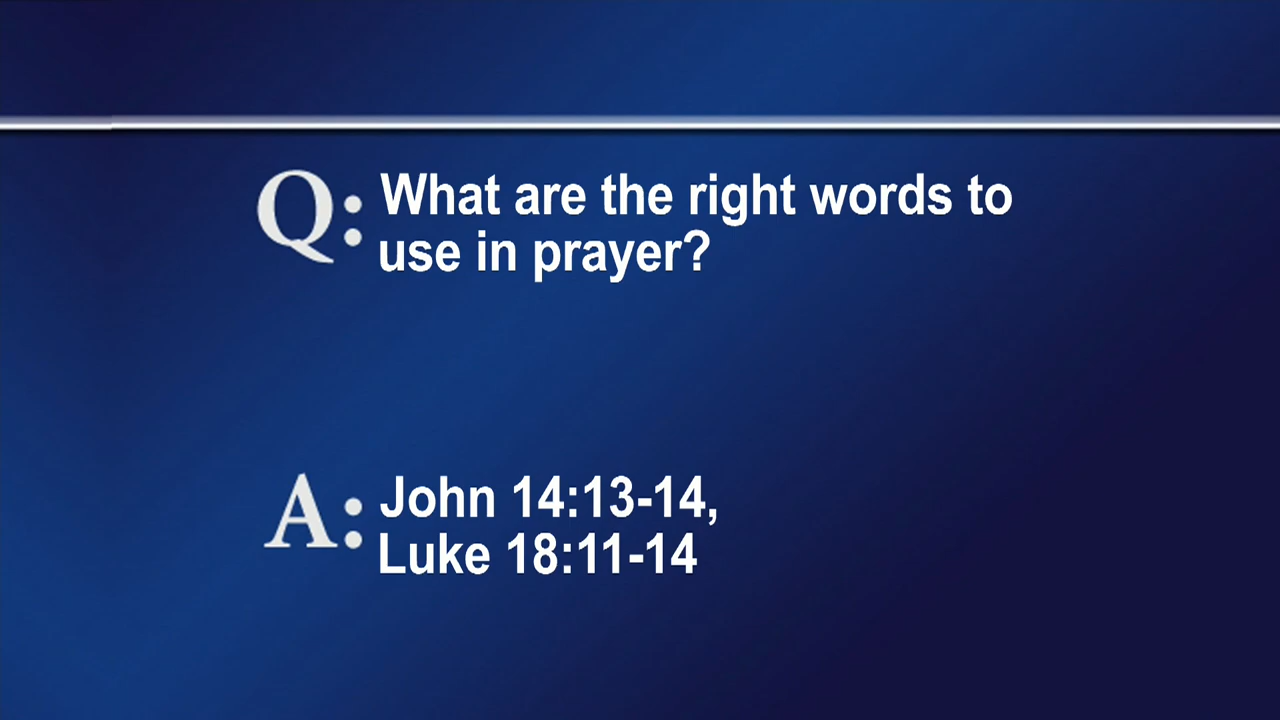 Q: What are the right words to
use in prayer?
A: John 14:13-14,
Luke 18:11-14